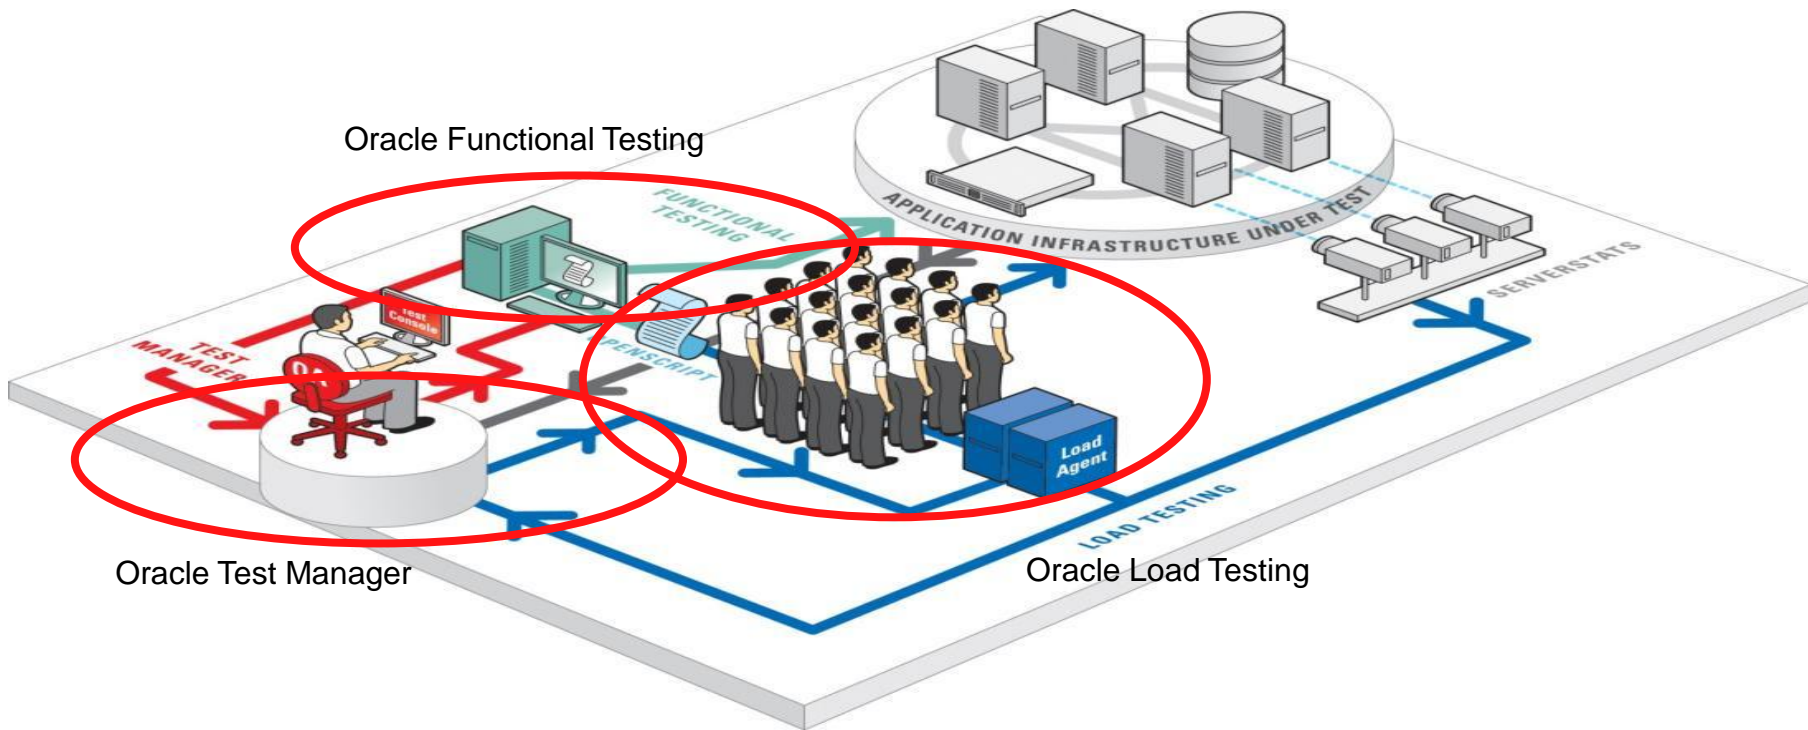 Oracle Functional Testing
FUNCTIONAL
TESTING
APPLICATION INFRASTRUCTURE UNDER TEST
SERVERSTATS
Test
Console
TEST
MANAGER
PENSCRIPT
Load
Agent
LOAD TESTING
Oracle Test Manager
Oracle Load Testing